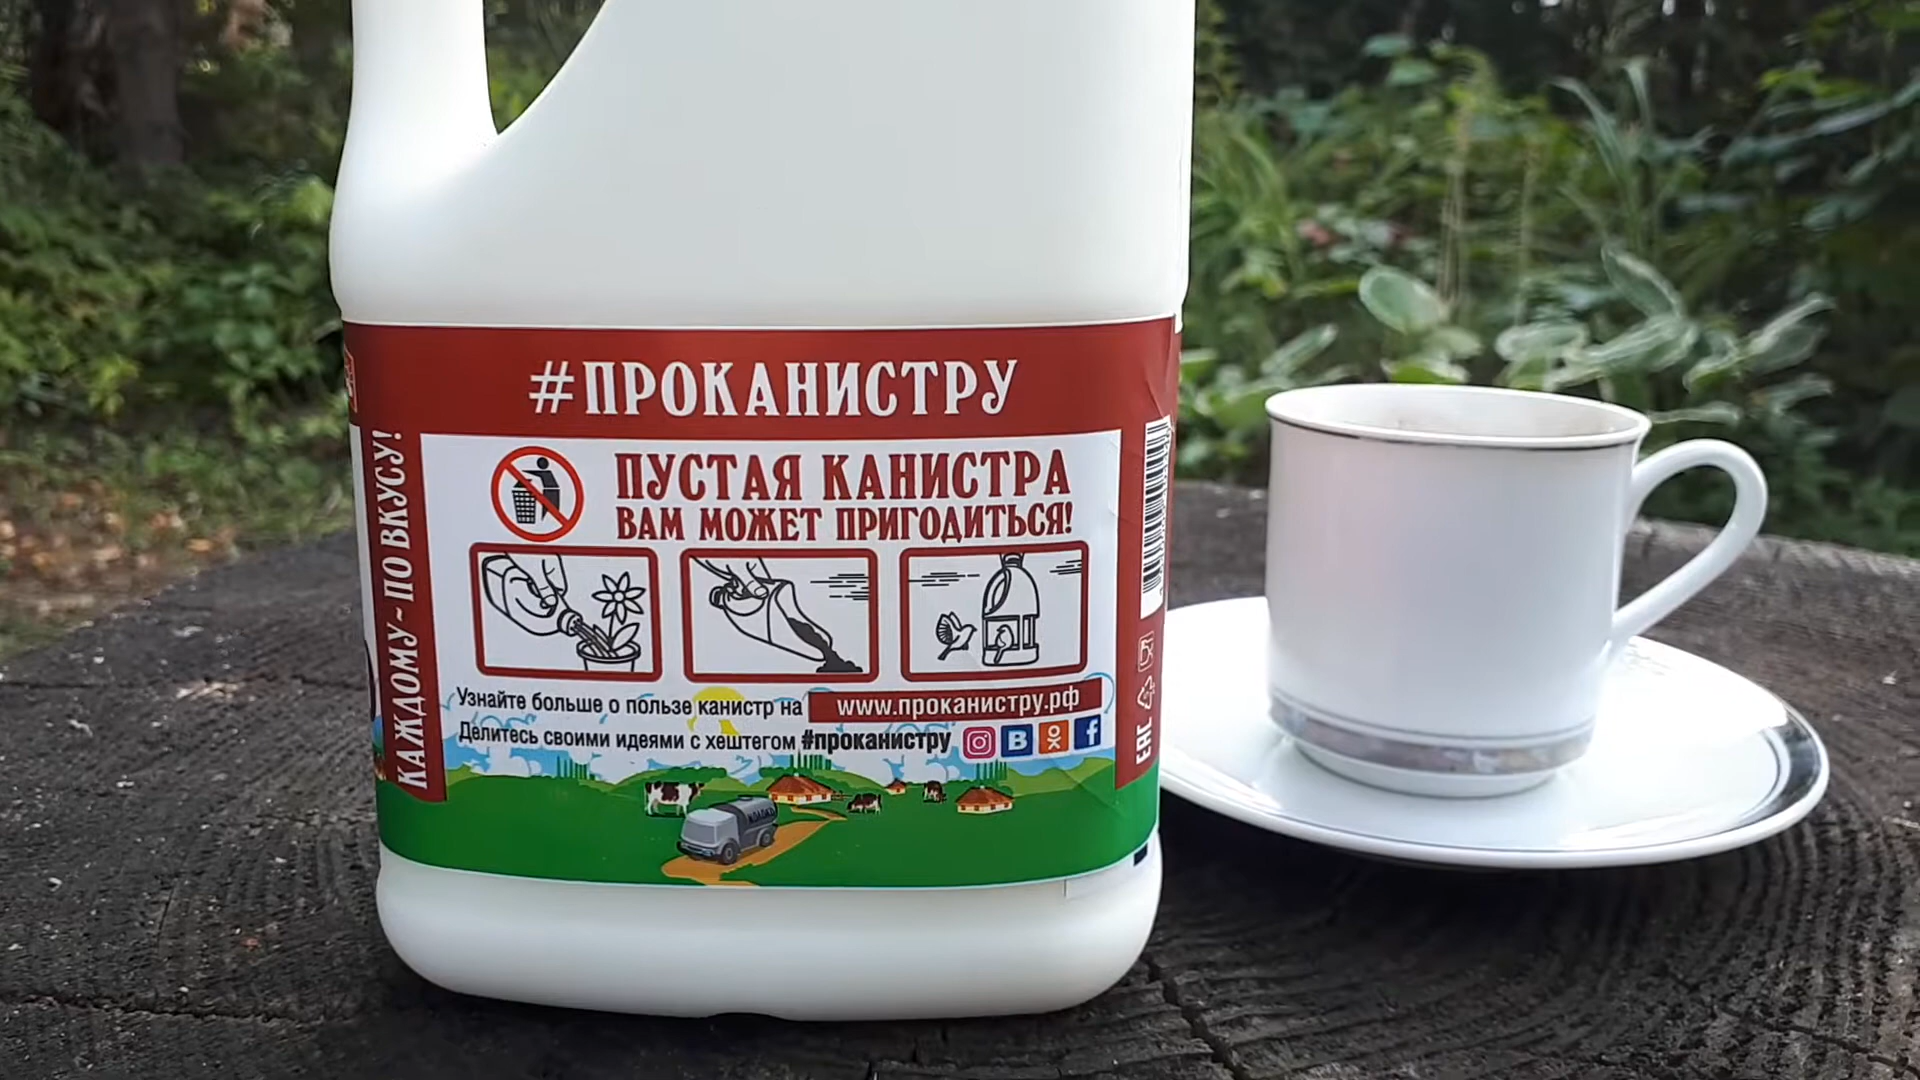 #ПРОКАНИСТРУ
КАЖДОМУ ~ ПО ВКУСУ!
ПУСТАЯ КАНИСТРА
ВАМ МОЖЕТ ПРИГОДИТЬСЯ!
Узнайте больше о пользе канистр на www.проканистру.рф
Делитесь своими идеями с хештегом #проканистру
МОЛОКО
EAC